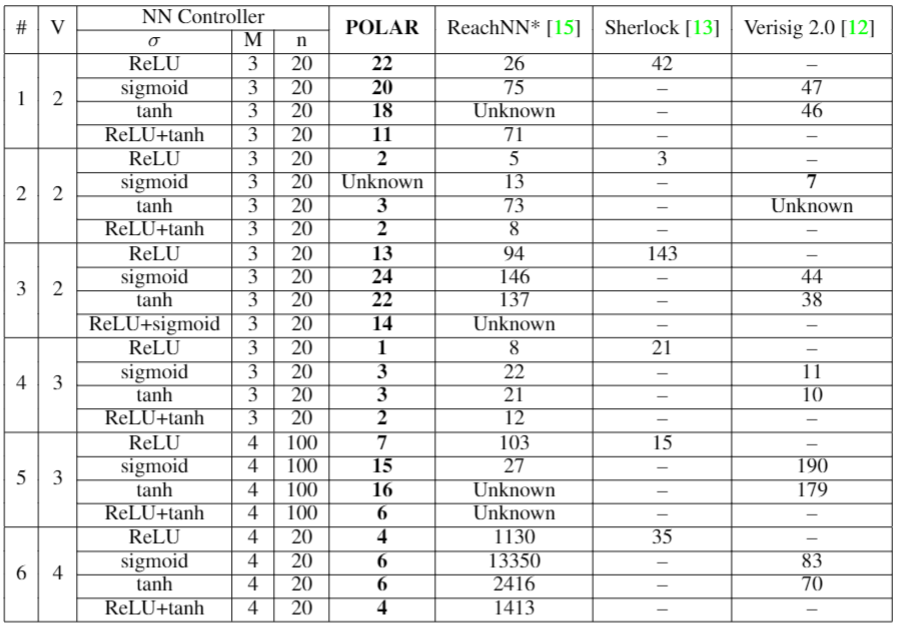 # V NN Controller POLAR ReachNN* [15] Sherlock [13] Verisig 2.0 [12]
σ M n
1 2 ReLU 3 20 22 26 42 –
sigmoid 3 20 20 75 – 47
tanh 3 20 18 Unknown – 46
ReLU+tanh 3 20 11 71 – –
2 2 ReLU 3 20 2 5 3 –
sigmoid 3 20 Unknown 13 – 7
tanh 3 20 3 73 – Unknown
ReLU+tanh 3 20 2 8 – –
3 2 ReLU 3 20 13 94 143 –
sigmoid 3 20 24 146 – 44
tanh 3 20 22 137 – 38
ReLU+sigmoid 3 20 14 Unknown – –
4 3 ReLU 3 20 1 8 21 –
sigmoid 3 20 3 22 – 11
tanh 3 20 3 21 – 10
ReLU+tanh 3 20 2 12 – –
5 3 ReLU 4 100 7 103 15 –
sigmoid 4 100 15 27 – 190
tanh 4 100 16 Unknown – 179
ReLU+tanh 4 100 6 Unknown – –
6 4 ReLU 4 20 4 1130 35 –
sigmoid 4 20 6 13350 – 83
tanh 4 20 6 2416 – 70
ReLU+tanh 4 20 4 1413 – –